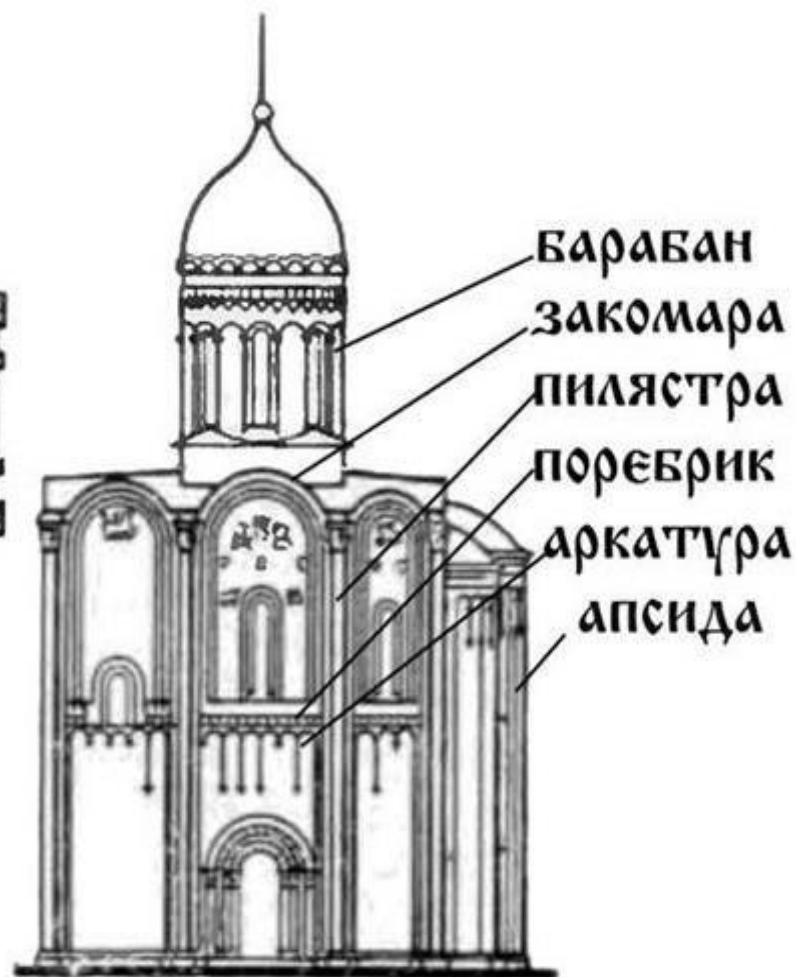 барабан
закомара
пилястра
поребрик
аркатура
апсида